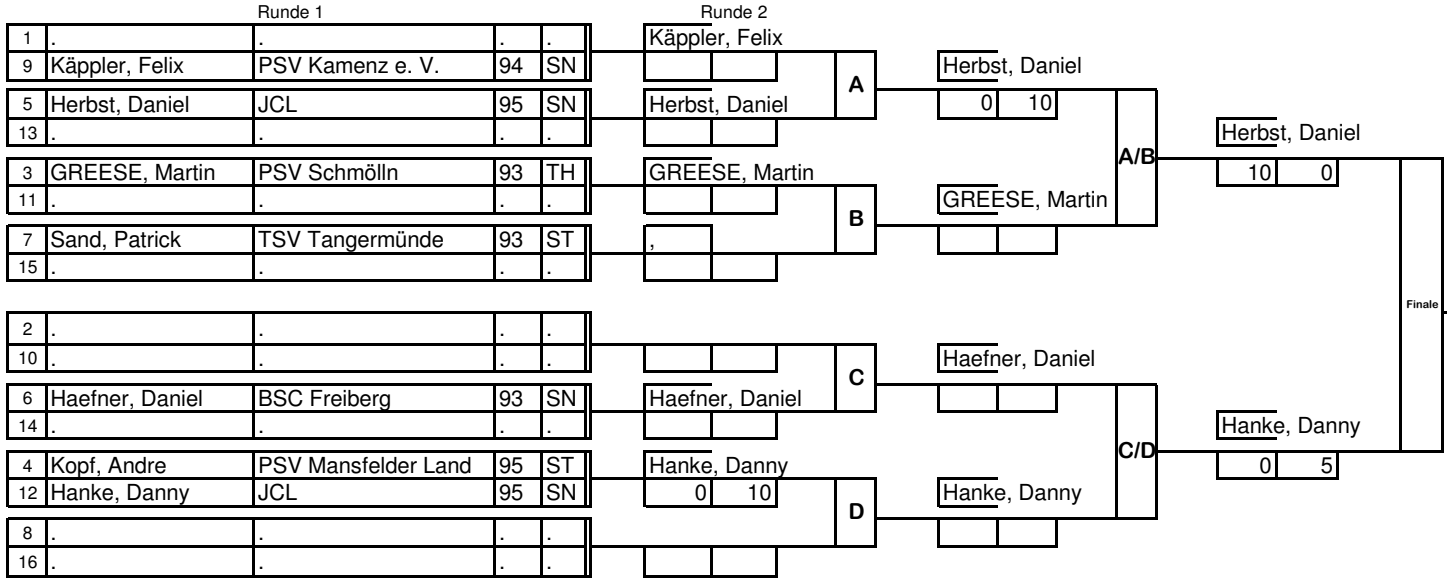 Runde 1 Runde 2
1 . . . . Käppler, Felix
9 Käppler, Felix PSV Kamenz e. V. 94 SN Herbst, Daniel
A
5 Herbst, Daniel JCL 95 SN Herbst, Daniel 0 10
13 . . . . Herbst, Daniel
A/B
3 GREESE, Martin PSV Schmölln 93 TH GREESE, Martin 10 0
11 . . . . GREESE, Martin
B
7 Sand, Patrick TSV Tangermünde 93 ST ,
15 . . . .
Finale
2 . . . .
10 . . . . Haefner, Daniel
C
6 Haefner, Daniel BSC Freiberg 93 SN Haefner, Daniel
14 . . . . Hanke, Danny
C/D
4 Kopf, Andre PSV Mansfelder Land 95 ST Hanke, Danny 0 5
12 Hanke, Danny JCL 95 SN 0 10 Hanke, Danny
D
8 . . . .
16 . . . .